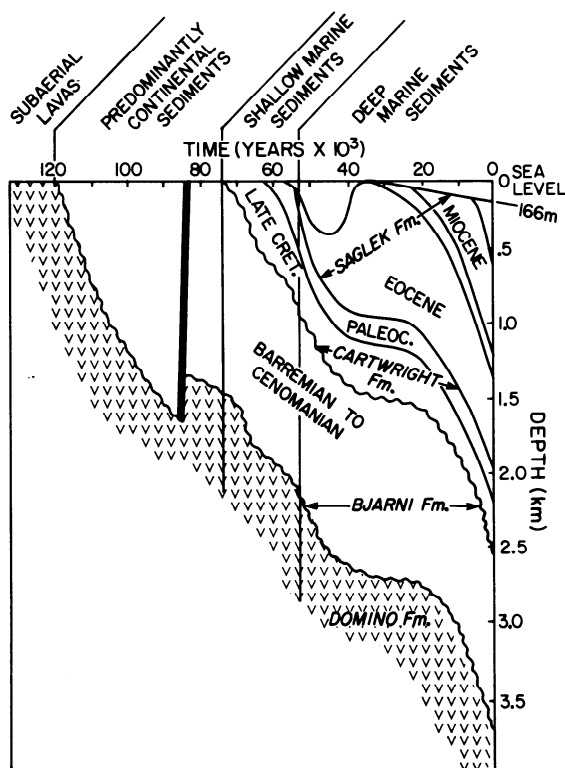 SUBAERIAL
LAVAS
PREDOMINANTLY
CONTINENTAL
SEDIMENTS
SHALLOW MARINE
SEDIMENTS
DEEP
MARINE
SEDIMENTS
TIME (YEARS X 10³)
120 100 80 60 40 20 0
SEA
LEVEL
166m
LATE CRET.
SAGLEK Fm.
MIOCENE
.5
EOCENE
1.0
PALEOC.
CARTWRIGHT
Fm.
BARREMIAN TO
CENOMANIAN
1.5
DEPTH (km)
2.0
BJARNI Fm.
2.5
DOMINO Fm.
3.0
3.5